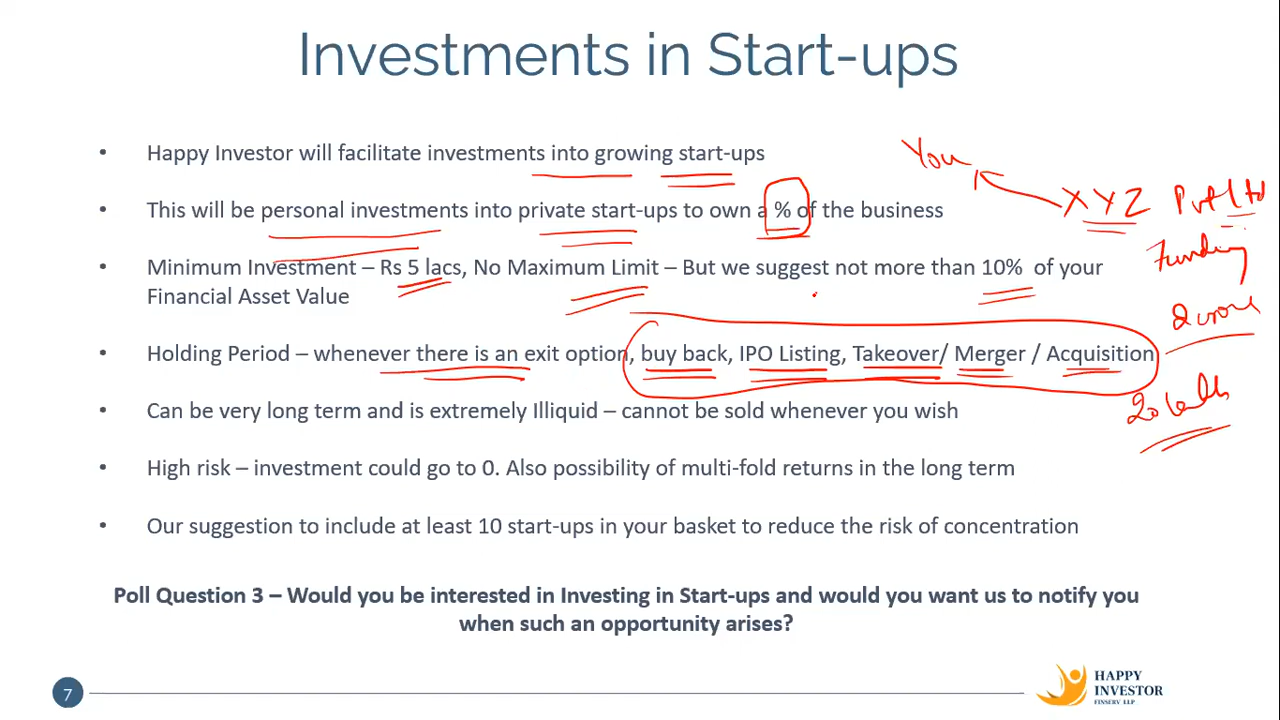 Investments in Start-ups
• Happy Investor will facilitate investments into growing start-ups
• This will be personal investments into private start-ups to own a % of the business
• Minimum Investment – Rs 5 lacs, No Maximum Limit – But we suggest not more than 10% of your
Financial Asset Value
• Holding Period – whenever there is an exit option, buy back, IPO Listing, Takeover/ Merger / Acquisition
• Can be very long term and is extremely Illiquid – cannot be sold whenever you wish
• High risk – investment could go to 0. Also possibility of multi-fold returns in the long term
• Our suggestion to include at least 10 start-ups in your basket to reduce the risk of concentration
Poll Question 3 – Would you be interested in Investing in Start-ups and would you want us to notify you
when such an opportunity arises?
You
XYZ Pvt Ltd
Funding
2 crore
20 lakhs
7
HAPPY
INVESTOR
FINSERV LLP